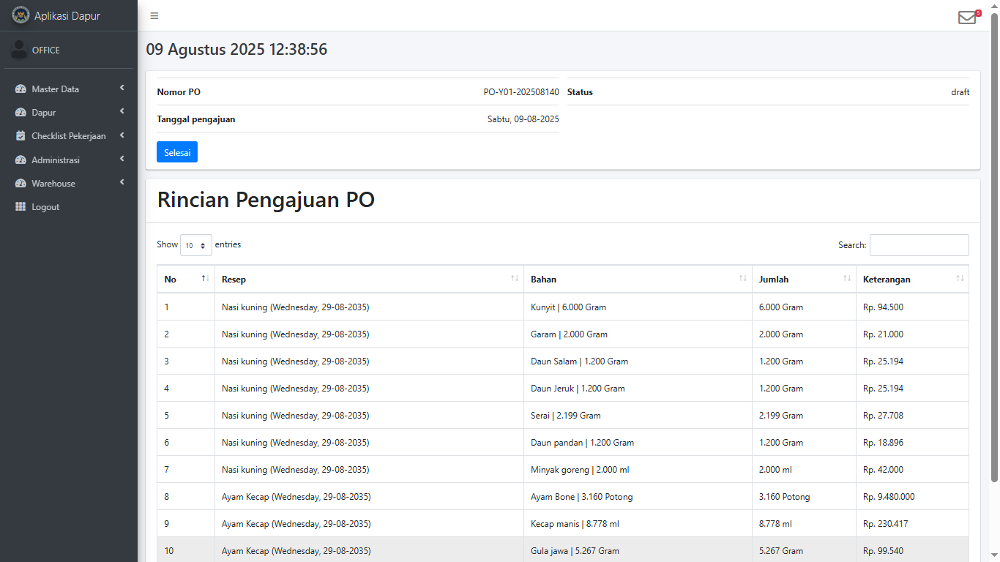 Aplikasi Dapur
5
OFFICE
09 Agustus 2025 12:38:56
Master Data
Dapur
Checklist Pekerjaan
Administrasi
Warehouse
Logout
Nomor PO PO-Y01-202508140 Status draft
Tanggal pengajuan Sabtu, 09-08-2025
Selesai
Rincian Pengajuan PO
Show 10 entries Search:
No Resep Bahan Jumlah Keterangan
1 Nasi kuning (Wednesday, 29-08-2035) Kunyit | 6.000 Gram 6.000 Gram Rp. 94.500
2 Nasi kuning (Wednesday, 29-08-2035) Garam | 2.000 Gram 2.000 Gram Rp. 21.000
3 Nasi kuning (Wednesday, 29-08-2035) Daun Salam | 1.200 Gram 1.200 Gram Rp. 25.194
4 Nasi kuning (Wednesday, 29-08-2035) Daun Jeruk | 1.200 Gram 1.200 Gram Rp. 25.194
5 Nasi kuning (Wednesday, 29-08-2035) Serai | 2.199 Gram 2.199 Gram Rp. 27.708
6 Nasi kuning (Wednesday, 29-08-2035) Daun pandan | 1.200 Gram 1.200 Gram Rp. 18.896
7 Nasi kuning (Wednesday, 29-08-2035) Minyak goreng | 2.000 ml 2.000 ml Rp. 42.000
8 Ayam Kecap (Wednesday, 29-08-2035) Ayam Bone | 3.160 Potong 3.160 Potong Rp. 9.480.000
9 Ayam Kecap (Wednesday, 29-08-2035) Kecap manis | 8.778 ml 8.778 ml Rp. 230.417
10 Ayam Kecap (Wednesday, 29-08-2035) Gula jawa | 5.267 Gram 5.267 Gram Rp. 99.540